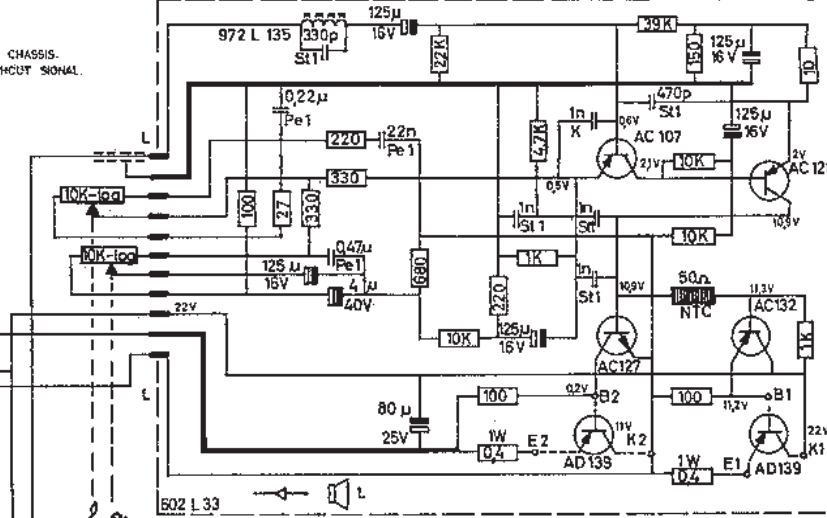 125μ
16V
39K
972 L 135
330p
St1
22K
150
125μ
16V
10
CHASSIS.
SIGNAL.
0,22μ
Pe1
470p
St1
1n
K
0,6V
125μ
16V
22n
Pe1
220
4,7K
AC 107
L
2,1V
10K
2V
AC 12
330
0,5V
10K-log
100
27
330
1n
St1
1n
St1
10,9V
10K
10K-log
0,47μ
Pe1
680
1K
125μ
16V
1n
St1
50Ω
NTC
11,3V
AC132
4μ
40V
220
10,9V
22V
10K
125μ
16V
AC127
1K
100
0,2V
B2
100
11,2V
B1
80μ
25V
1W
0,4
E2
11V
K2
AD139
22V
K1
1W
0,4
E1
AD139
602 L 33